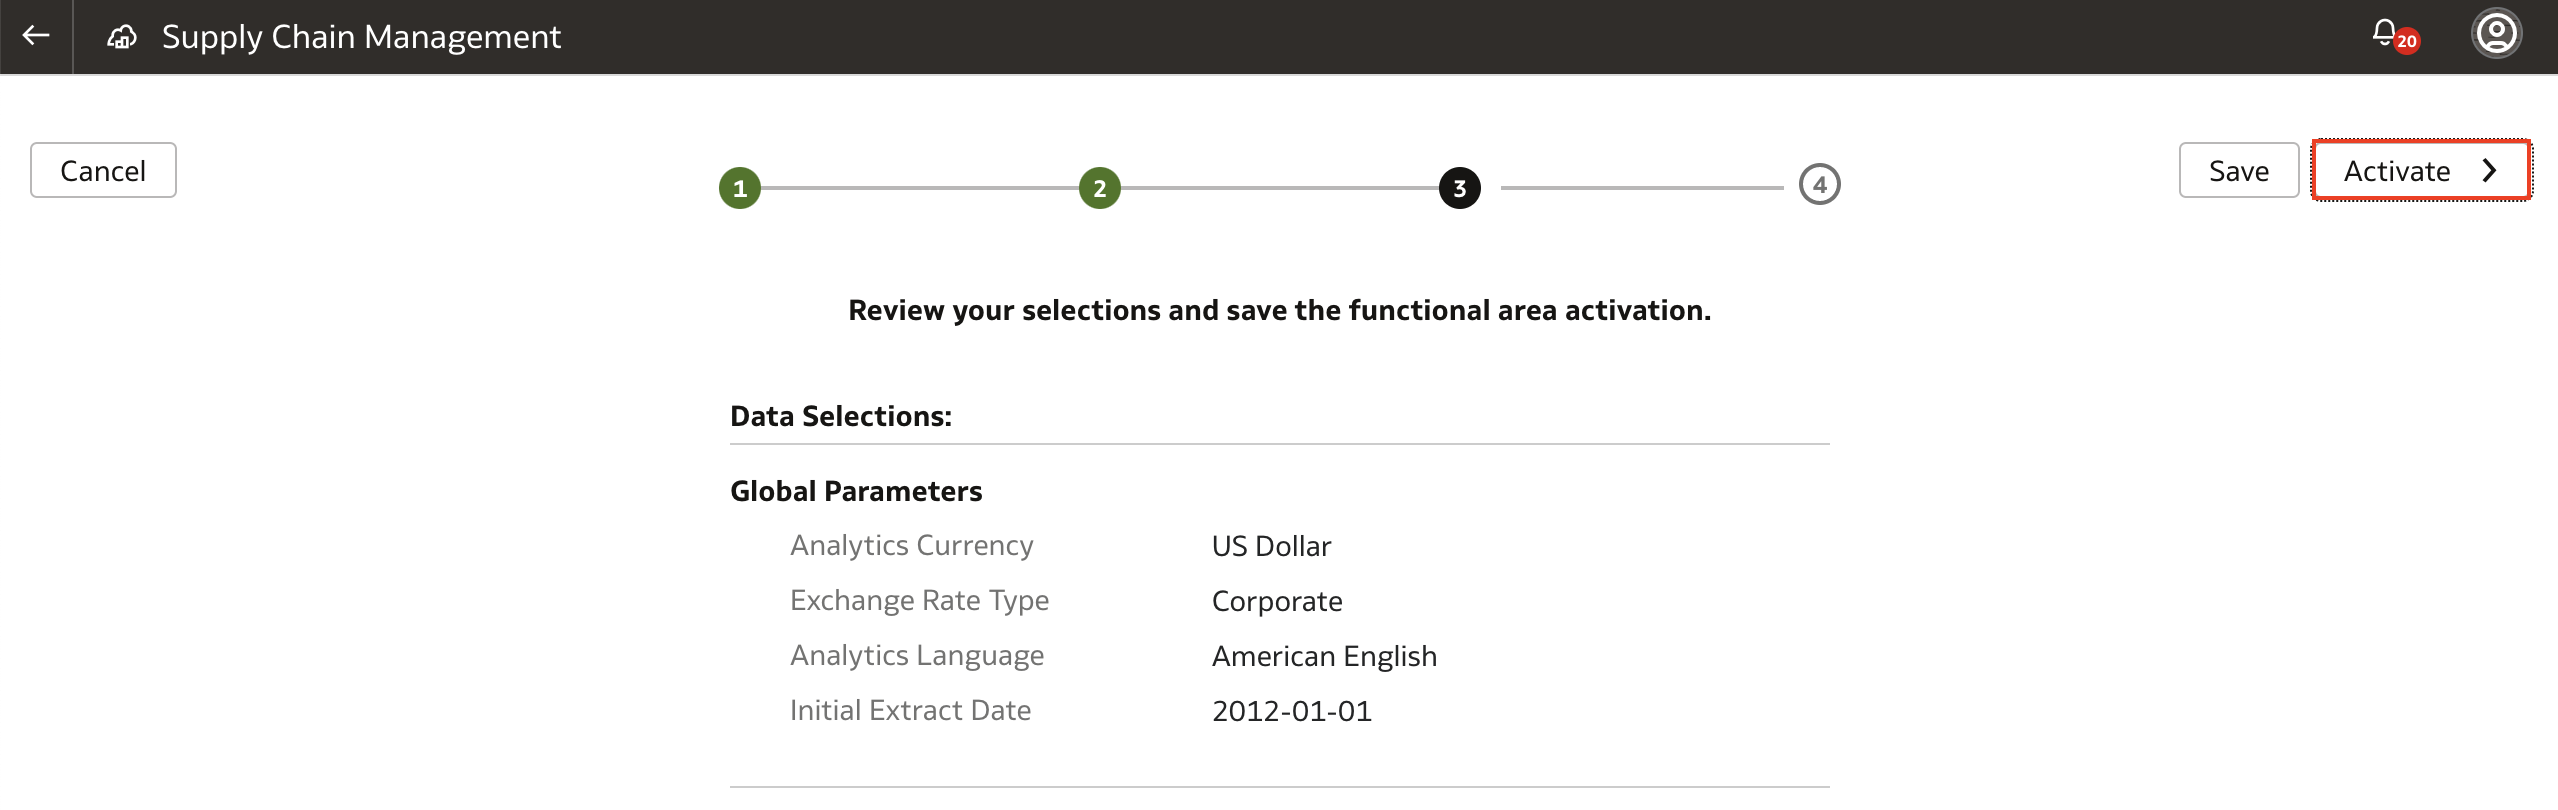 Supply Chain Management
20
Cancel
1
2
3
4
Save
Activate
Review your selections and save the functional area activation.
Data Selections:
Global Parameters
Analytics Currency US Dollar
Exchange Rate Type Corporate
Analytics Language American English
Initial Extract Date 2012-01-01